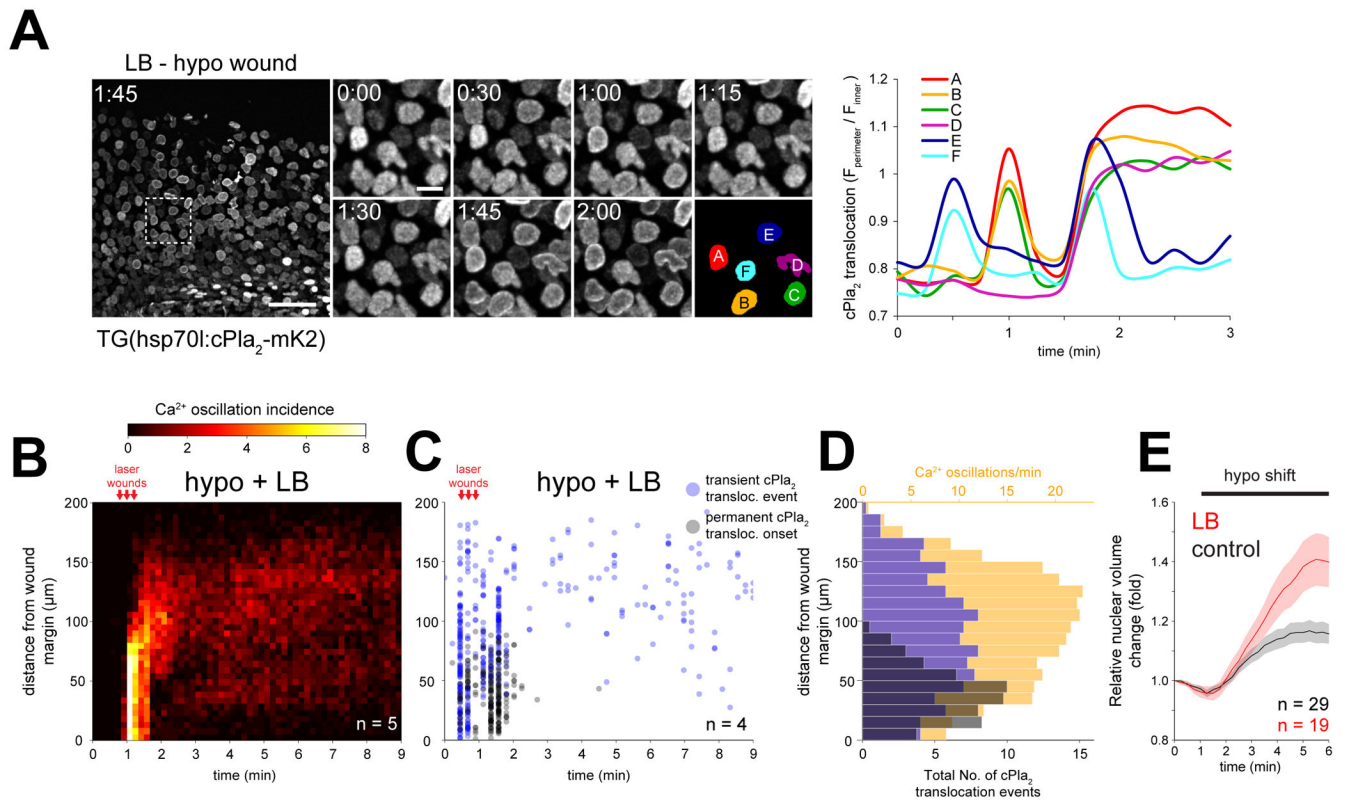 A
LB - hypo wound
1:45
0:00
0:30
1:00
1:15
1:30
1:45
2:00
A
B
C
D
E
F
TG(hsp70l:cPla2-mK2)
cPla2 translocation (Fperimeter / Finner)
1.2
1.1
1
0.9
0.8
0.7
A
B
C
D
E
F
0 1 2 3
time (min)
B
Ca2+ oscillation incidence
0 2 4 6 8
laser
wounds
hypo + LB
distance from wound
margin (µm)
200
150
100
50
0
n = 5
0 1 2 3 4 5 6 7 8 9
time (min)
C
laser
wounds
hypo + LB
transient cPla2
transloc. event
permanent cPla2
transloc. onset
200
150
100
50
0
distance from wound
margin (µm)
n = 4
0 1 2 3 4 5 6 7 8 9
time (min)
D
Ca2+ oscillations/min
0 5 10 15 20
distance from wound
margin (µm)
200
150
100
50
0
0 5 10 15
Total No. of cPla2
translocation events
E
hypo shift
LB
control
Relative nuclear volume
change (fold)
1.6
1.4
1.2
1.0
0.8
n = 29
n = 19
0 1 2 3 4 5 6
time (min)